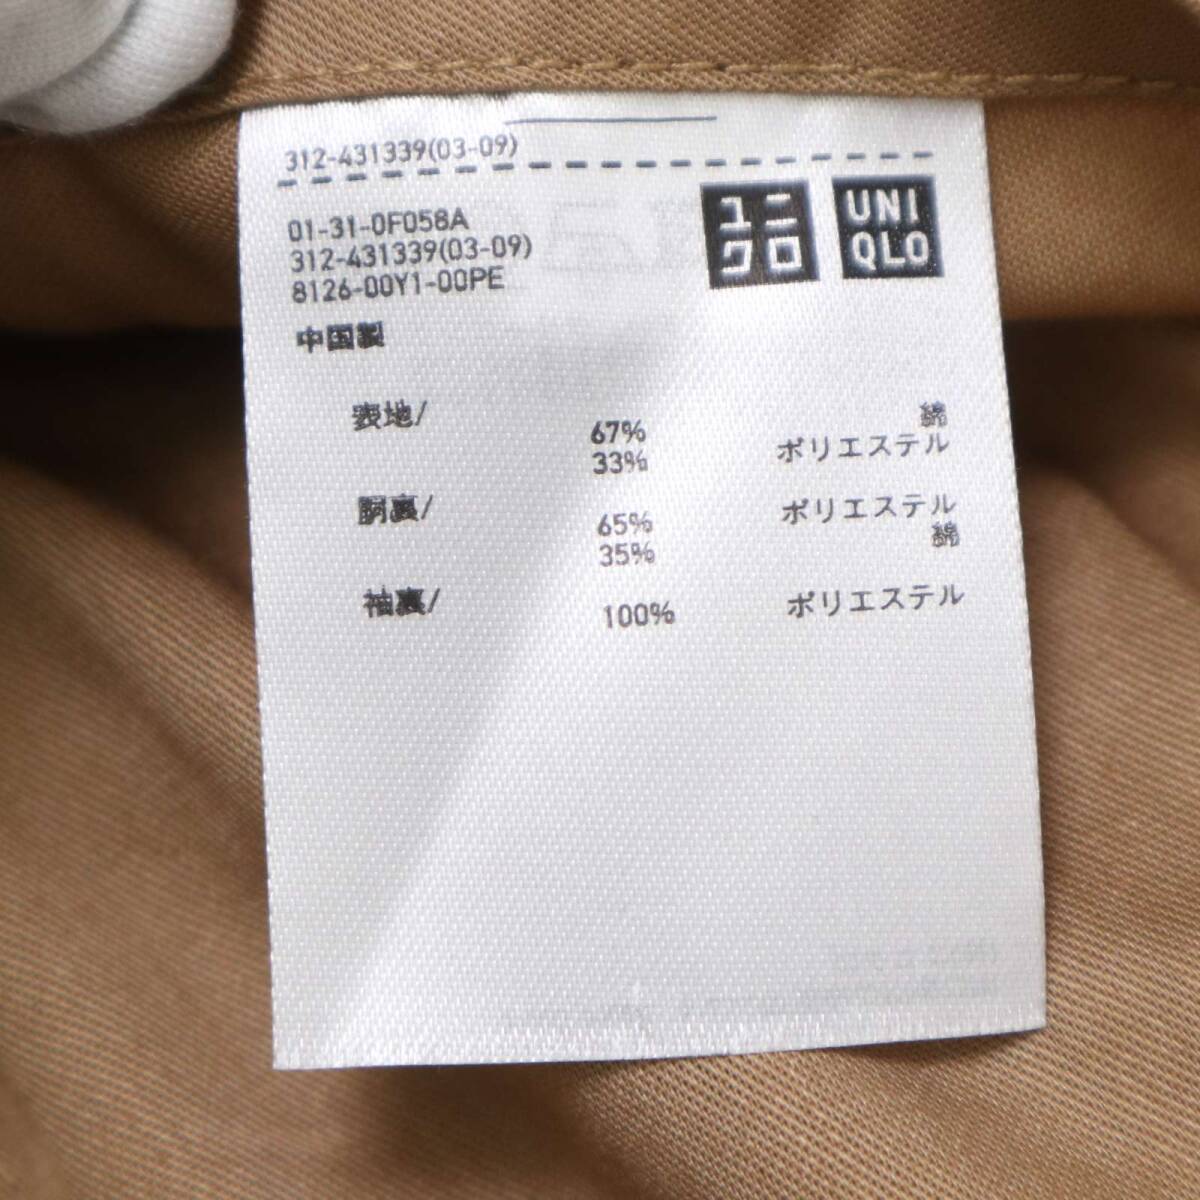 312-431339(03-09)
ユニ
クロ
UNI
QLO
01-31-0F058A
312-431339(03-09)
8126-00Y1-00PE
中国製
表地/
67% 綿
33% ポリエステル
胴裏/
65% ポリエステル
35% 綿
袖裏/
100% ポリエステル